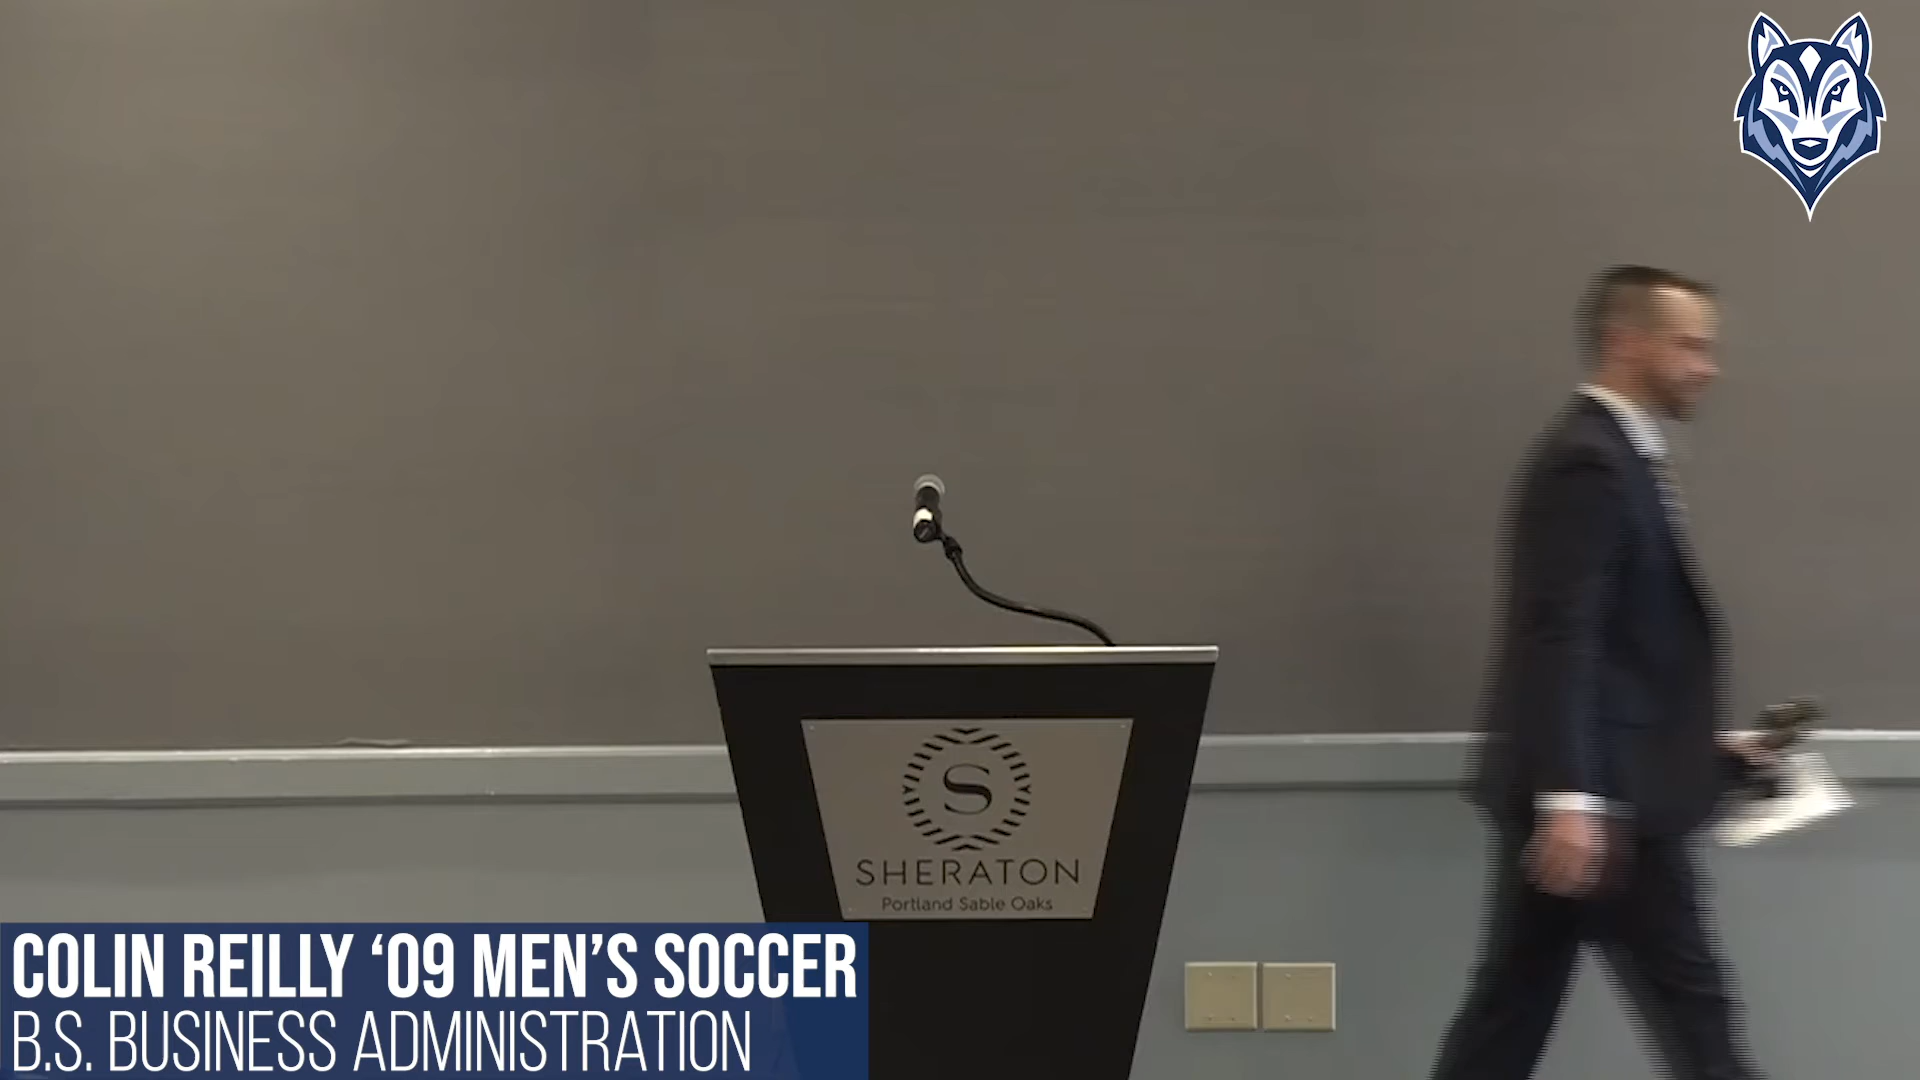 S
SHERATON
Portland Sable Oaks
COLIN REILLY ‘09 MEN’S SOCCER
B.S. BUSINESS ADMINISTRATION